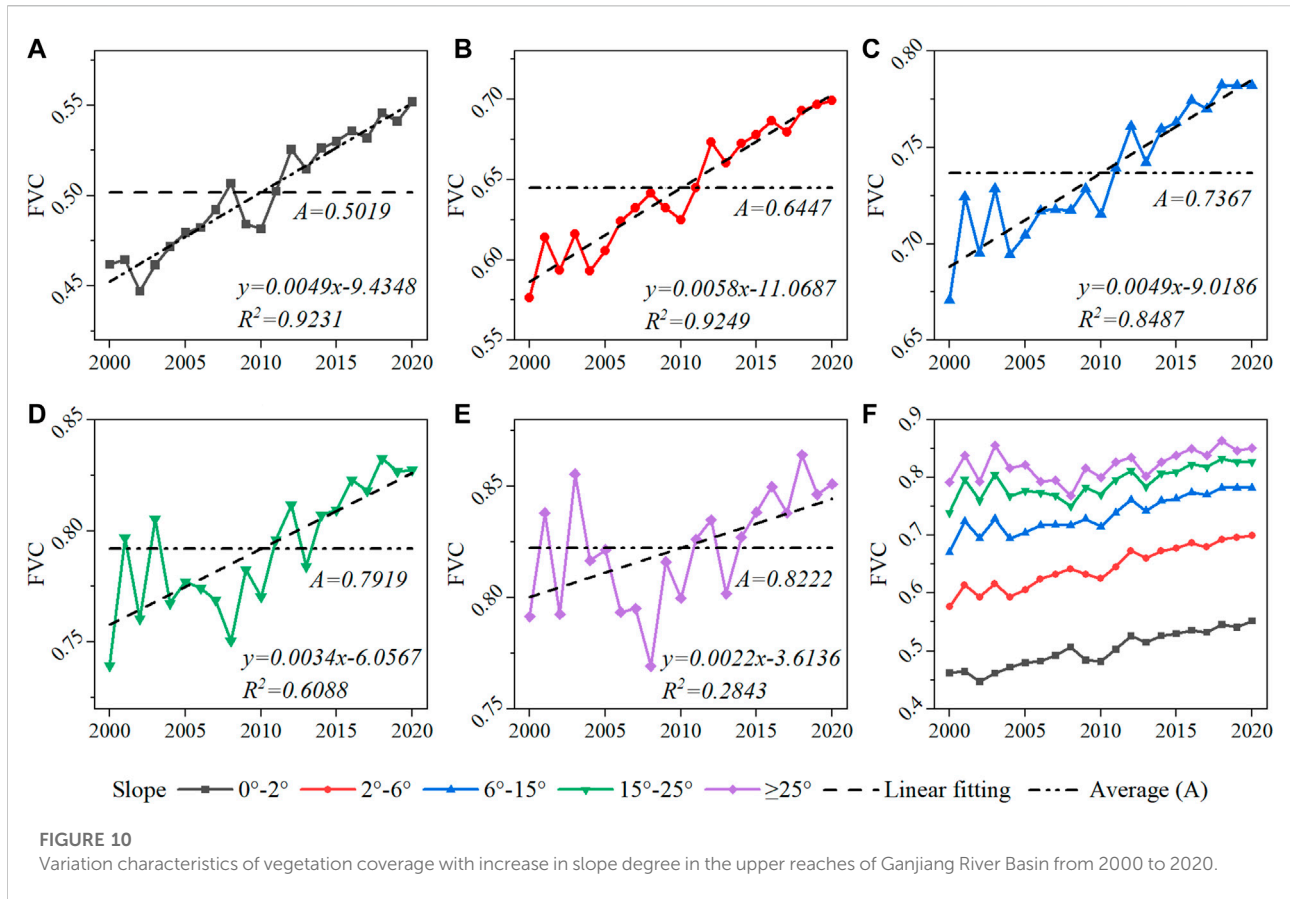 A
FVC
0.55
0.50
0.45
A=0.5019
y=0.0049x-9.4348
R²=0.9231
2000 2005 2010 2015 2020
B
FVC
0.70
0.65
0.60
0.55
A=0.6447
y=0.0058x-11.0687
R²=0.9249
2000 2005 2010 2015 2020
C
FVC
0.80
0.75
0.70
0.65
A=0.7367
y=0.0049x-9.0186
R²=0.8487
2000 2005 2010 2015 2020
D
FVC
0.85
0.80
0.75
A=0.7919
y=0.0034x-6.0567
R²=0.6088
2000 2005 2010 2015 2020
E
FVC
0.85
0.80
0.75
A=0.8222
y=0.0022x-3.6136
R²=0.2843
2000 2005 2010 2015 2020
F
FVC
0.9
0.8
0.7
0.6
0.5
0.4
2000 2005 2010 2015 2020
Slope 0°-2° 2°-6° 6°-15° 15°-25° ≥25° Linear fitting Average (A)
FIGURE 10
Variation characteristics of vegetation coverage with increase in slope degree in the upper reaches of Ganjiang River Basin from 2000 to 2020.